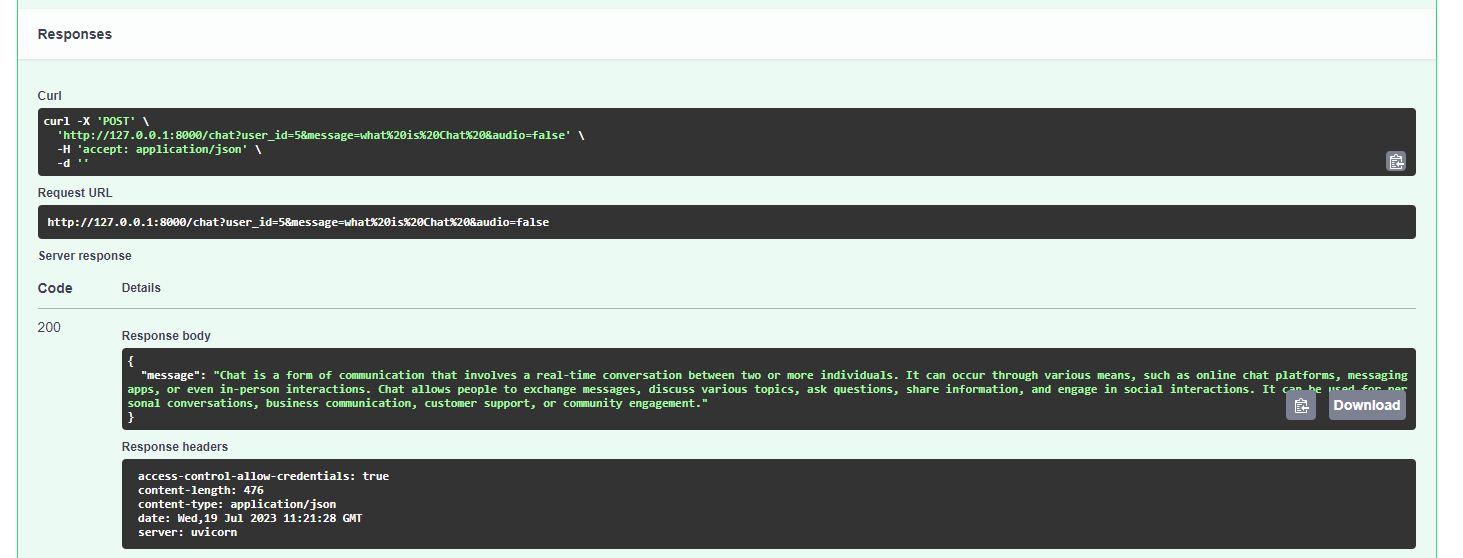 Responses
Curl
curl -X 'POST' \
'http://127.0.0.1:8000/chat?user_id=5&message=what%20is%20Chat%20&audio=false' \
-H 'accept: application/json' \
-d ''
Request URL
http://127.0.0.1:8000/chat?user_id=5&message=what%20is%20Chat%20&audio=false
Server response
Code Details
200
Response body
{
"message": "Chat is a form of communication that involves a real-time conversation between two or more individuals. It can occur through various means, such as online chat platforms, messaging
apps, or even in-person interactions. Chat allows people to exchange messages, discuss various topics, ask questions, share information, and engage in social interactions. It can be used for per
sonal conversations, business communication, customer support, or community engagement."
}
Download
Response headers
access-control-allow-credentials: true
content-length: 476
content-type: application/json
date: Wed,19 Jul 2023 11:21:28 GMT
server: uvicorn